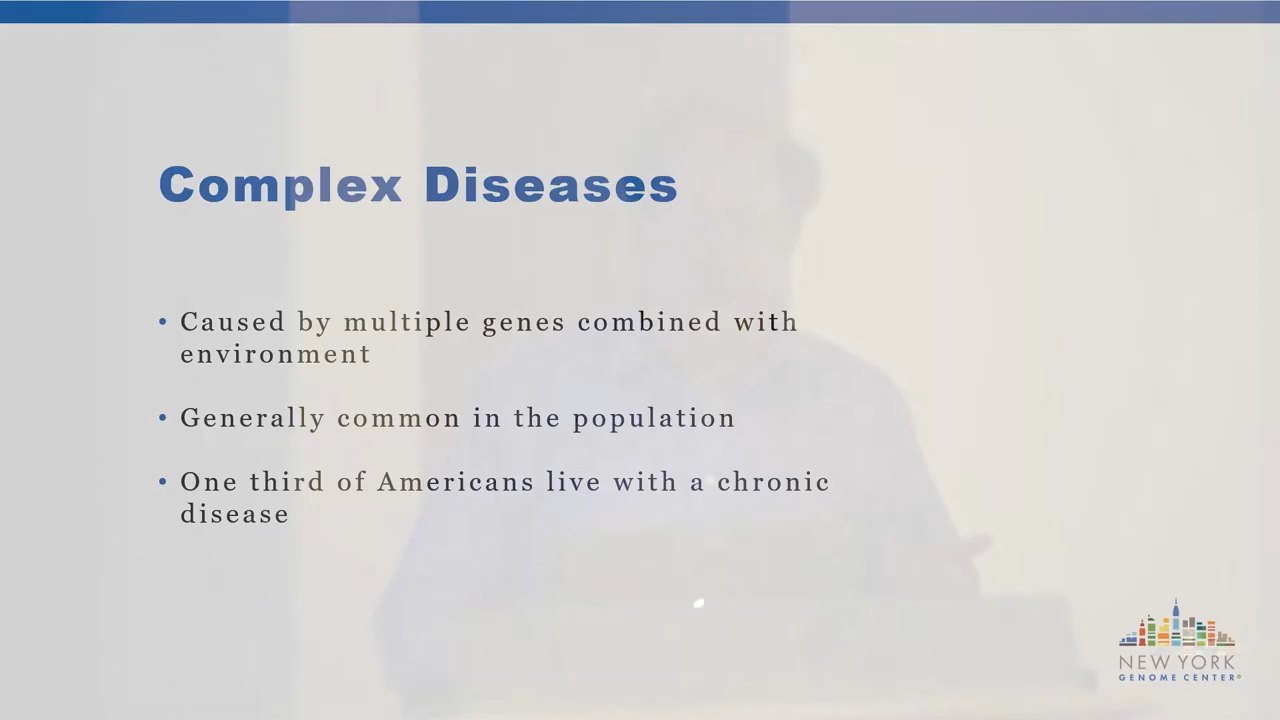 Complex Diseases
• Caused by multiple genes combined with
environment
• Generally common in the population
• One third of Americans live with a chronic
disease
NEW YORK
GENOME CENTER®